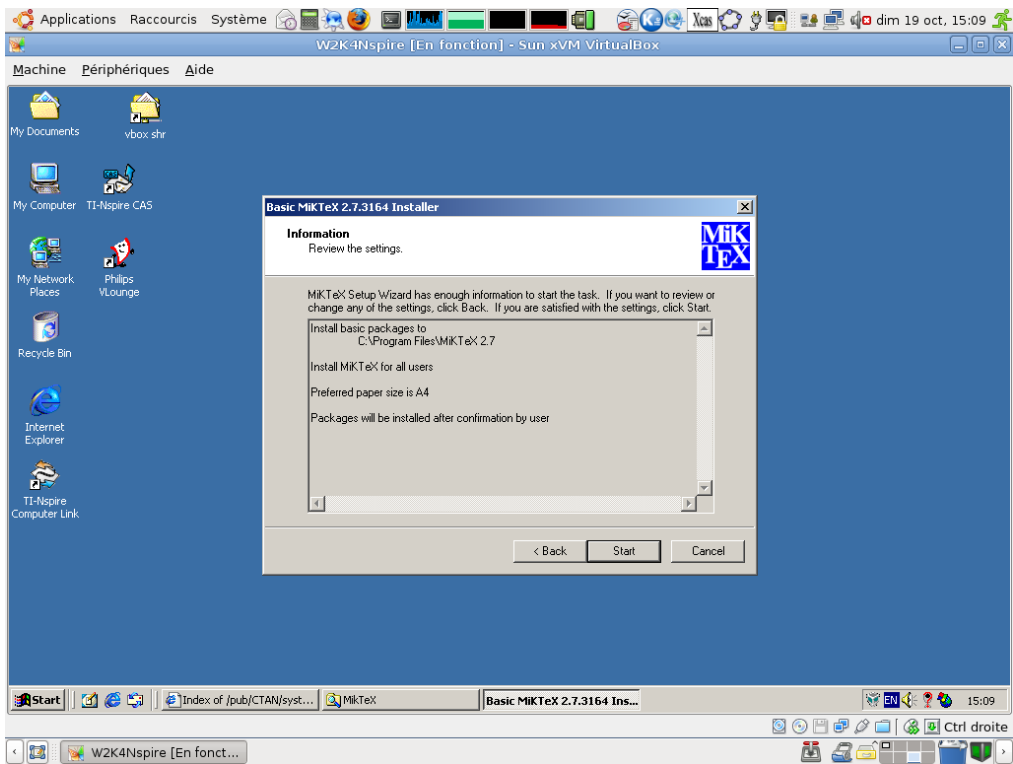 Applications Raccourcis Système Xcas dim 19 oct, 15:09
W2K4Nspire [En fonction] - Sun xVM VirtualBox
Machine Périphériques Aide
My Documents
vbox shr
My Computer
TI-Nspire CAS
My Network
Places
Philips
VLounge
Recycle Bin
Internet
Explorer
TI-Nspire
Computer Link
Basic MiKTeX 2.7.3164 Installer
Information
Review the settings.
MiK
TEX
MiKTeX Setup Wizard has enough information to start the task. If you want to review or
change any of the settings, click Back. If you are satisfied with the settings, click Start.
Install basic packages to
C:\Program Files\MiKTeX 2.7
Install MiKTeX for all users
Preferred paper size is A4
Packages will be installed after confirmation by user
< Back Start Cancel
Start Index of /pub/CTAN/syst... MikTeX Basic MiKTeX 2.7.3164 Ins... EN 15:09
Ctrl droite
W2K4Nspire [En fonct...